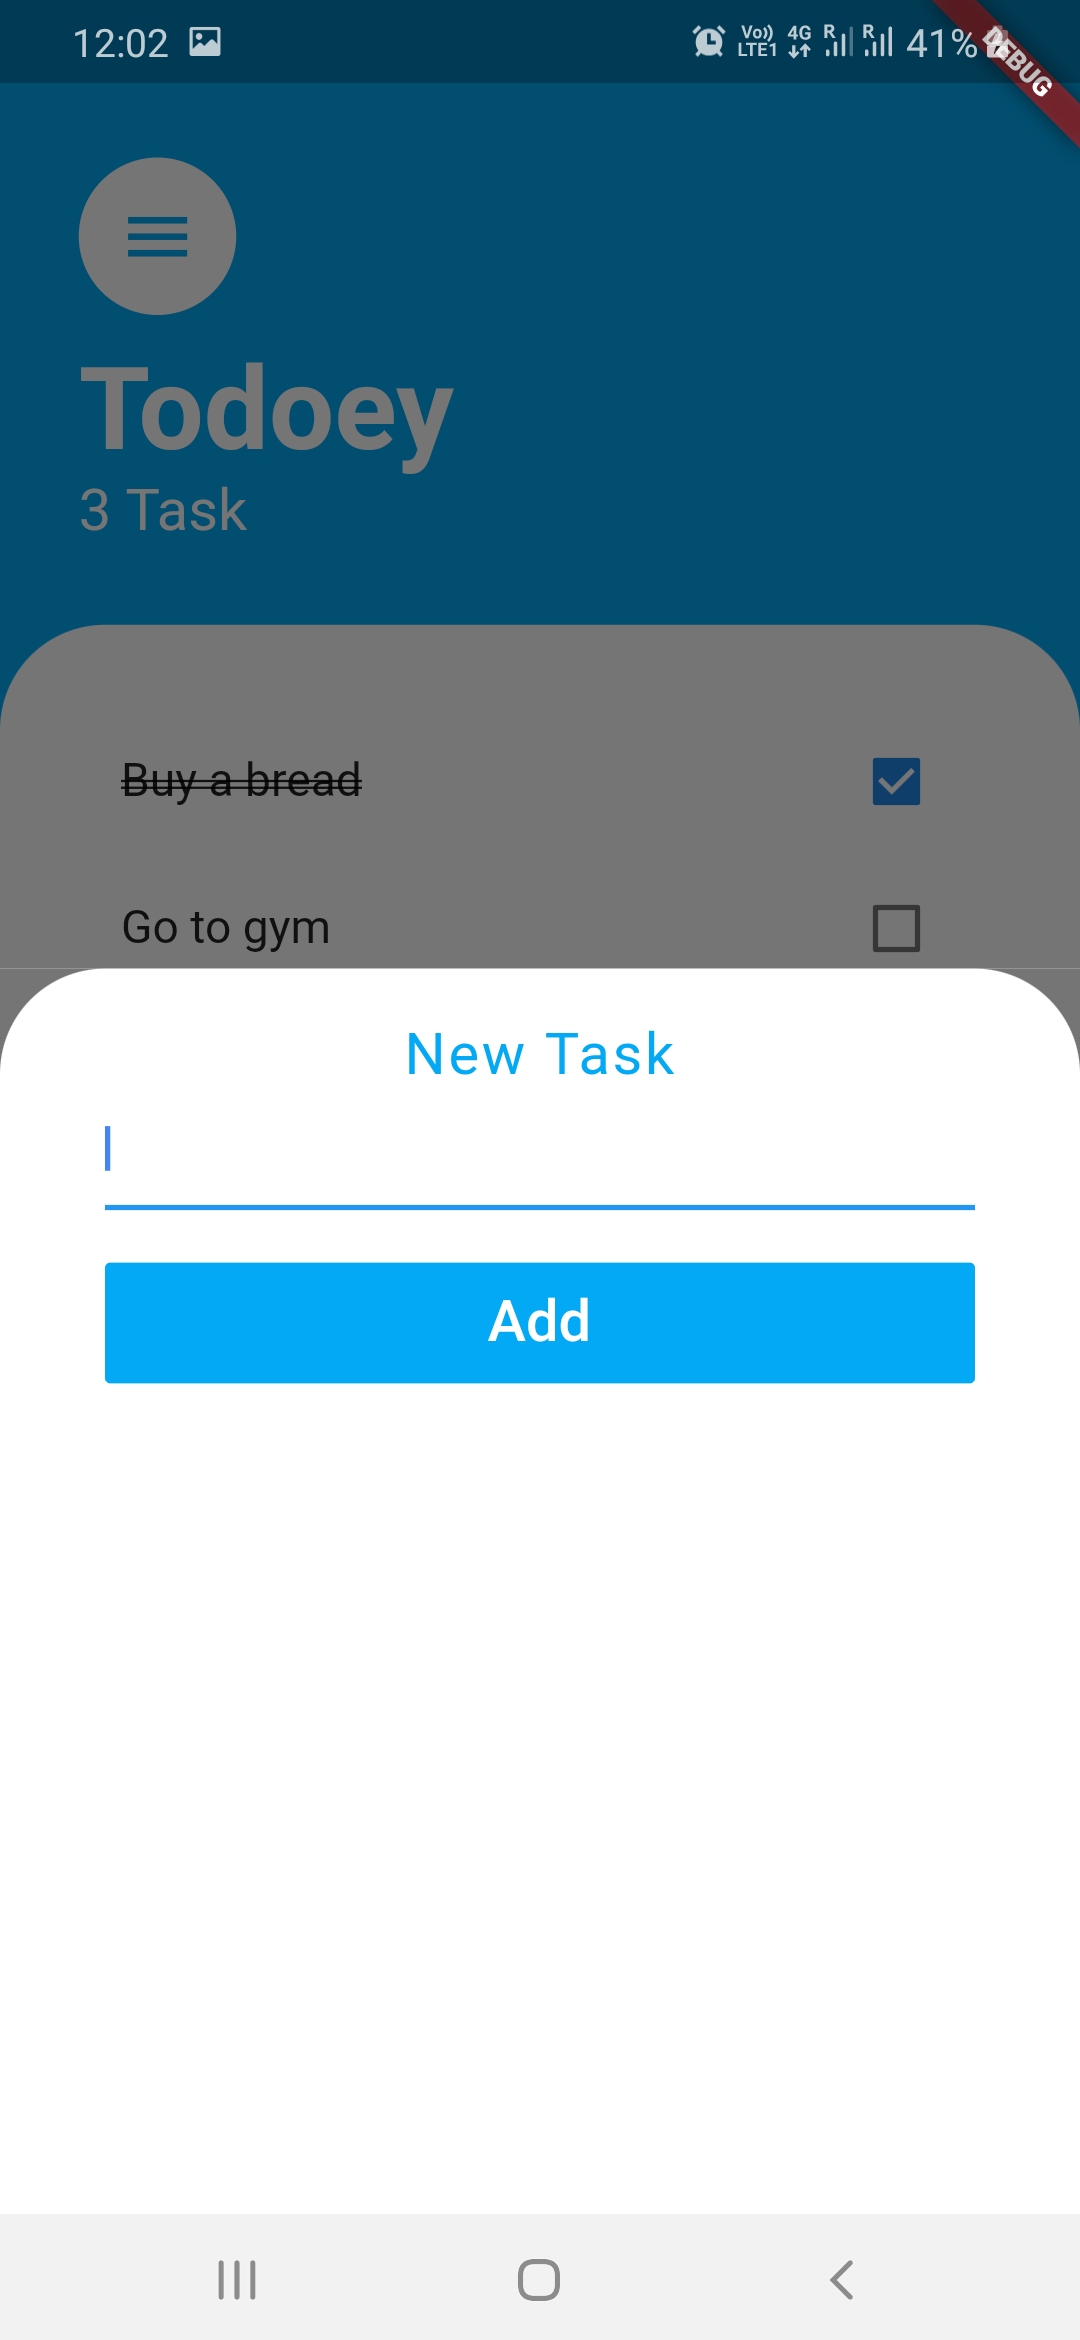 12:02 Vo)) LTE1 4G R R 41%
DEBUG
Todoey
3 Task
Buy a bread
Go to gym
New Task
Add